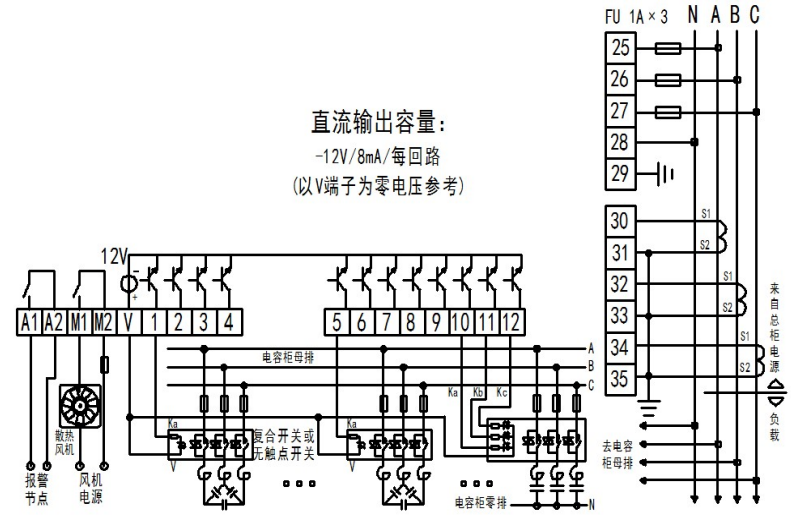 FU 1A×3 N A B C
25
26
27
28
29
直流输出容量：
-12V/8mA/每回路
(以V端子为零电压参考)
30 S1
31 S2
32 S1
33 S2
34 S1
35 S2
来自总柜电源
负载
去电容
柜母排
12V
-
+
A1 A2 M1 M2 V 1 2 3 4
5 6 7 8 9 10 11 12
电容柜母排
A
B
C
Ka Kb Kc
散热
风机
Ka
V
复合开关或
无触点开关
Ka
V
报警
节点
风机
电源
电容柜零排
N